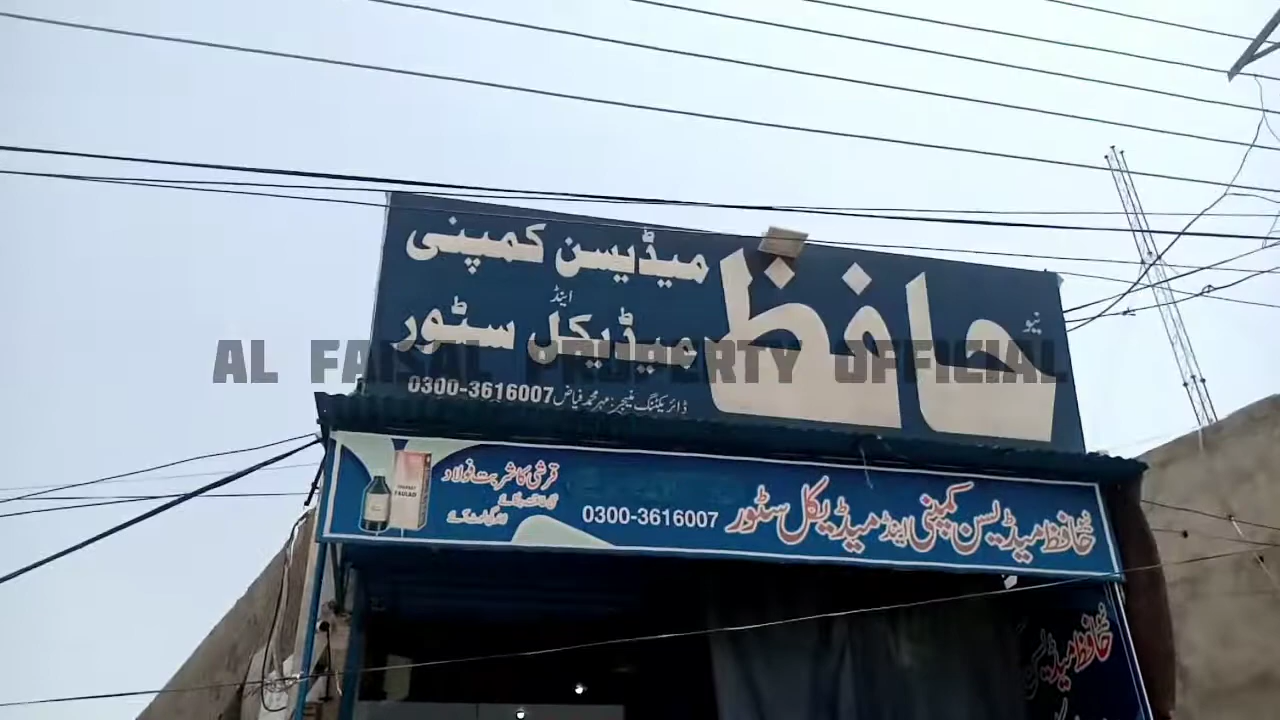 نیو
حافظ
میڈیسن کمپنی
اینڈ
میڈیکل سٹور
ڈائریکٹنگ منیجر: مہر محمد فیاض 0300-3616007
AL FAISAL PROPERTY OFFICIAL
حافظ میڈیسن کمپنی اینڈ میڈیکل سٹور 0300-3616007
قرشی کا شربت فولاد
FAULAD
حافظ میڈیسن